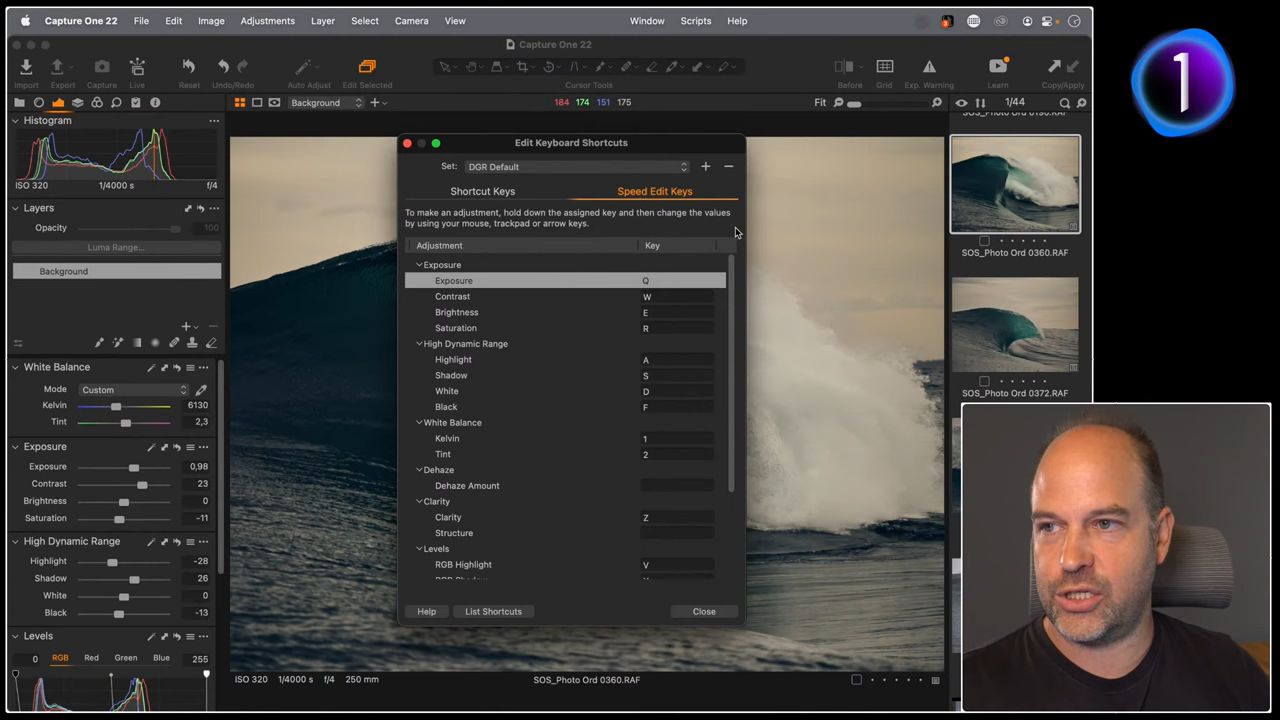 Capture One 22 File Edit Image Adjustments Layer Select Camera View Window Scripts Help
Capture One 22
Import Export Capture Live Reset Undo/Redo Auto Adjust Edit Selected Cursor Tools Before Grid Exp. Warning Learn Copy/Apply
Background 184 174 151 175 Fit 1/44
Histogram
ISO 320 1/4000 s f/4
Layers
Opacity 100
Luma Range...
Background
White Balance
Mode Custom
Kelvin 6130
Tint 2,3
Exposure
Exposure 0,98
Contrast 23
Brightness 0
Saturation -11
High Dynamic Range
Highlight -28
Shadow 26
White 0
Black -13
Levels
0 RGB Red Green Blue 255
Edit Keyboard Shortcuts
Set: DGR Default
Shortcut Keys Speed Edit Keys
To make an adjustment, hold down the assigned key and then change the values
by using your mouse, trackpad or arrow keys.
Adjustment Key
Exposure
Exposure Q
Contrast W
Brightness E
Saturation R
High Dynamic Range
Highlight A
Shadow S
White D
Black F
White Balance
Kelvin 1
Tint 2
Dehaze
Dehaze Amount
Clarity
Clarity Z
Structure
Levels
RGB Highlight V
Help List Shortcuts Close
ISO 320 1/4000 s f/4 250 mm SOS_Photo Ord 0360.RAF
SOS_Photo Ord 0360.RAF
SOS_Photo Ord 0372.RAF
1